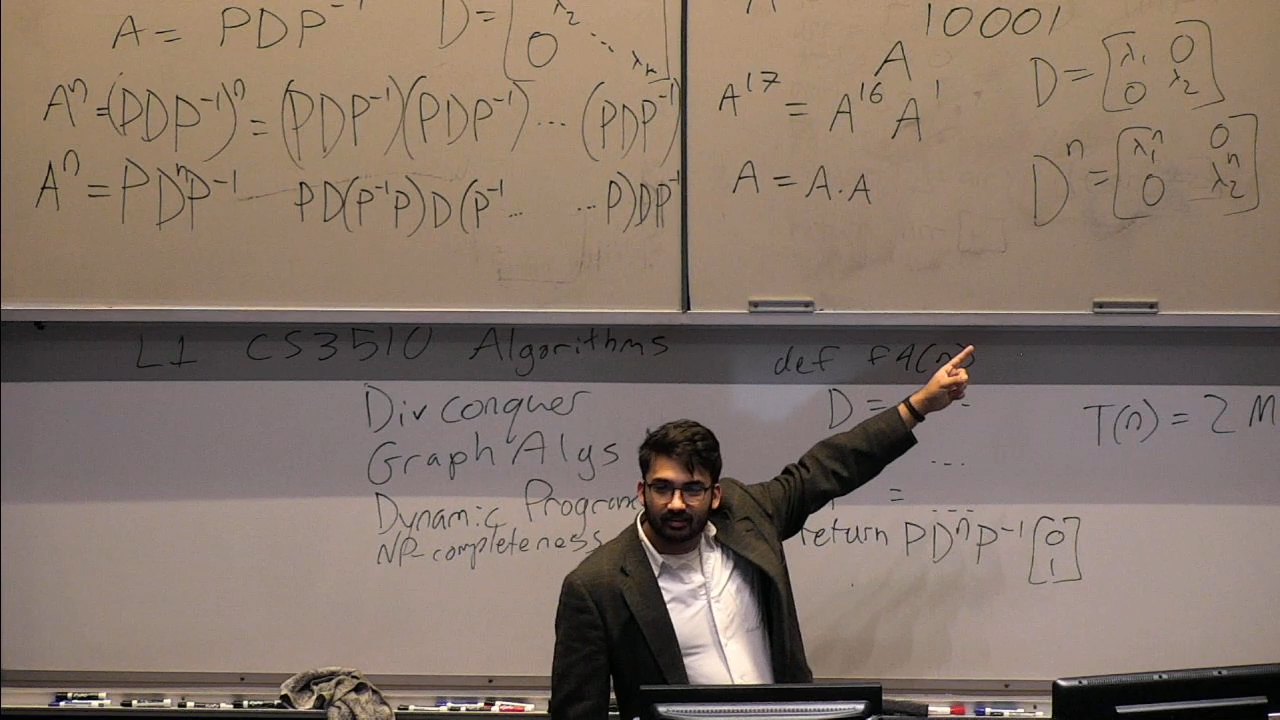 A = PDP⁻¹ D = [ λ₂ ⋱ 0 λₙ ]
Aⁿ = (PDP⁻¹)ⁿ = (PDP⁻¹)(PDP⁻¹) ... (PDP⁻¹)
Aⁿ = PDⁿP⁻¹ PD(P⁻¹P)D(P⁻¹... ...P)DP⁻¹
10001
A
A¹⁷ = A¹⁶ A¹
A = A.A
D = [λ₁ 0
0 λ₂]
Dⁿ = [λ₁ⁿ 0
0 λ₂ⁿ]
L1 CS3510 Algorithms
Div conquer
Graph Algs
Dynamic
NP-completeness
def f4(n)
D = ...
...
= ...
return PDⁿP⁻¹ [0
1]
T(n) = 2 M